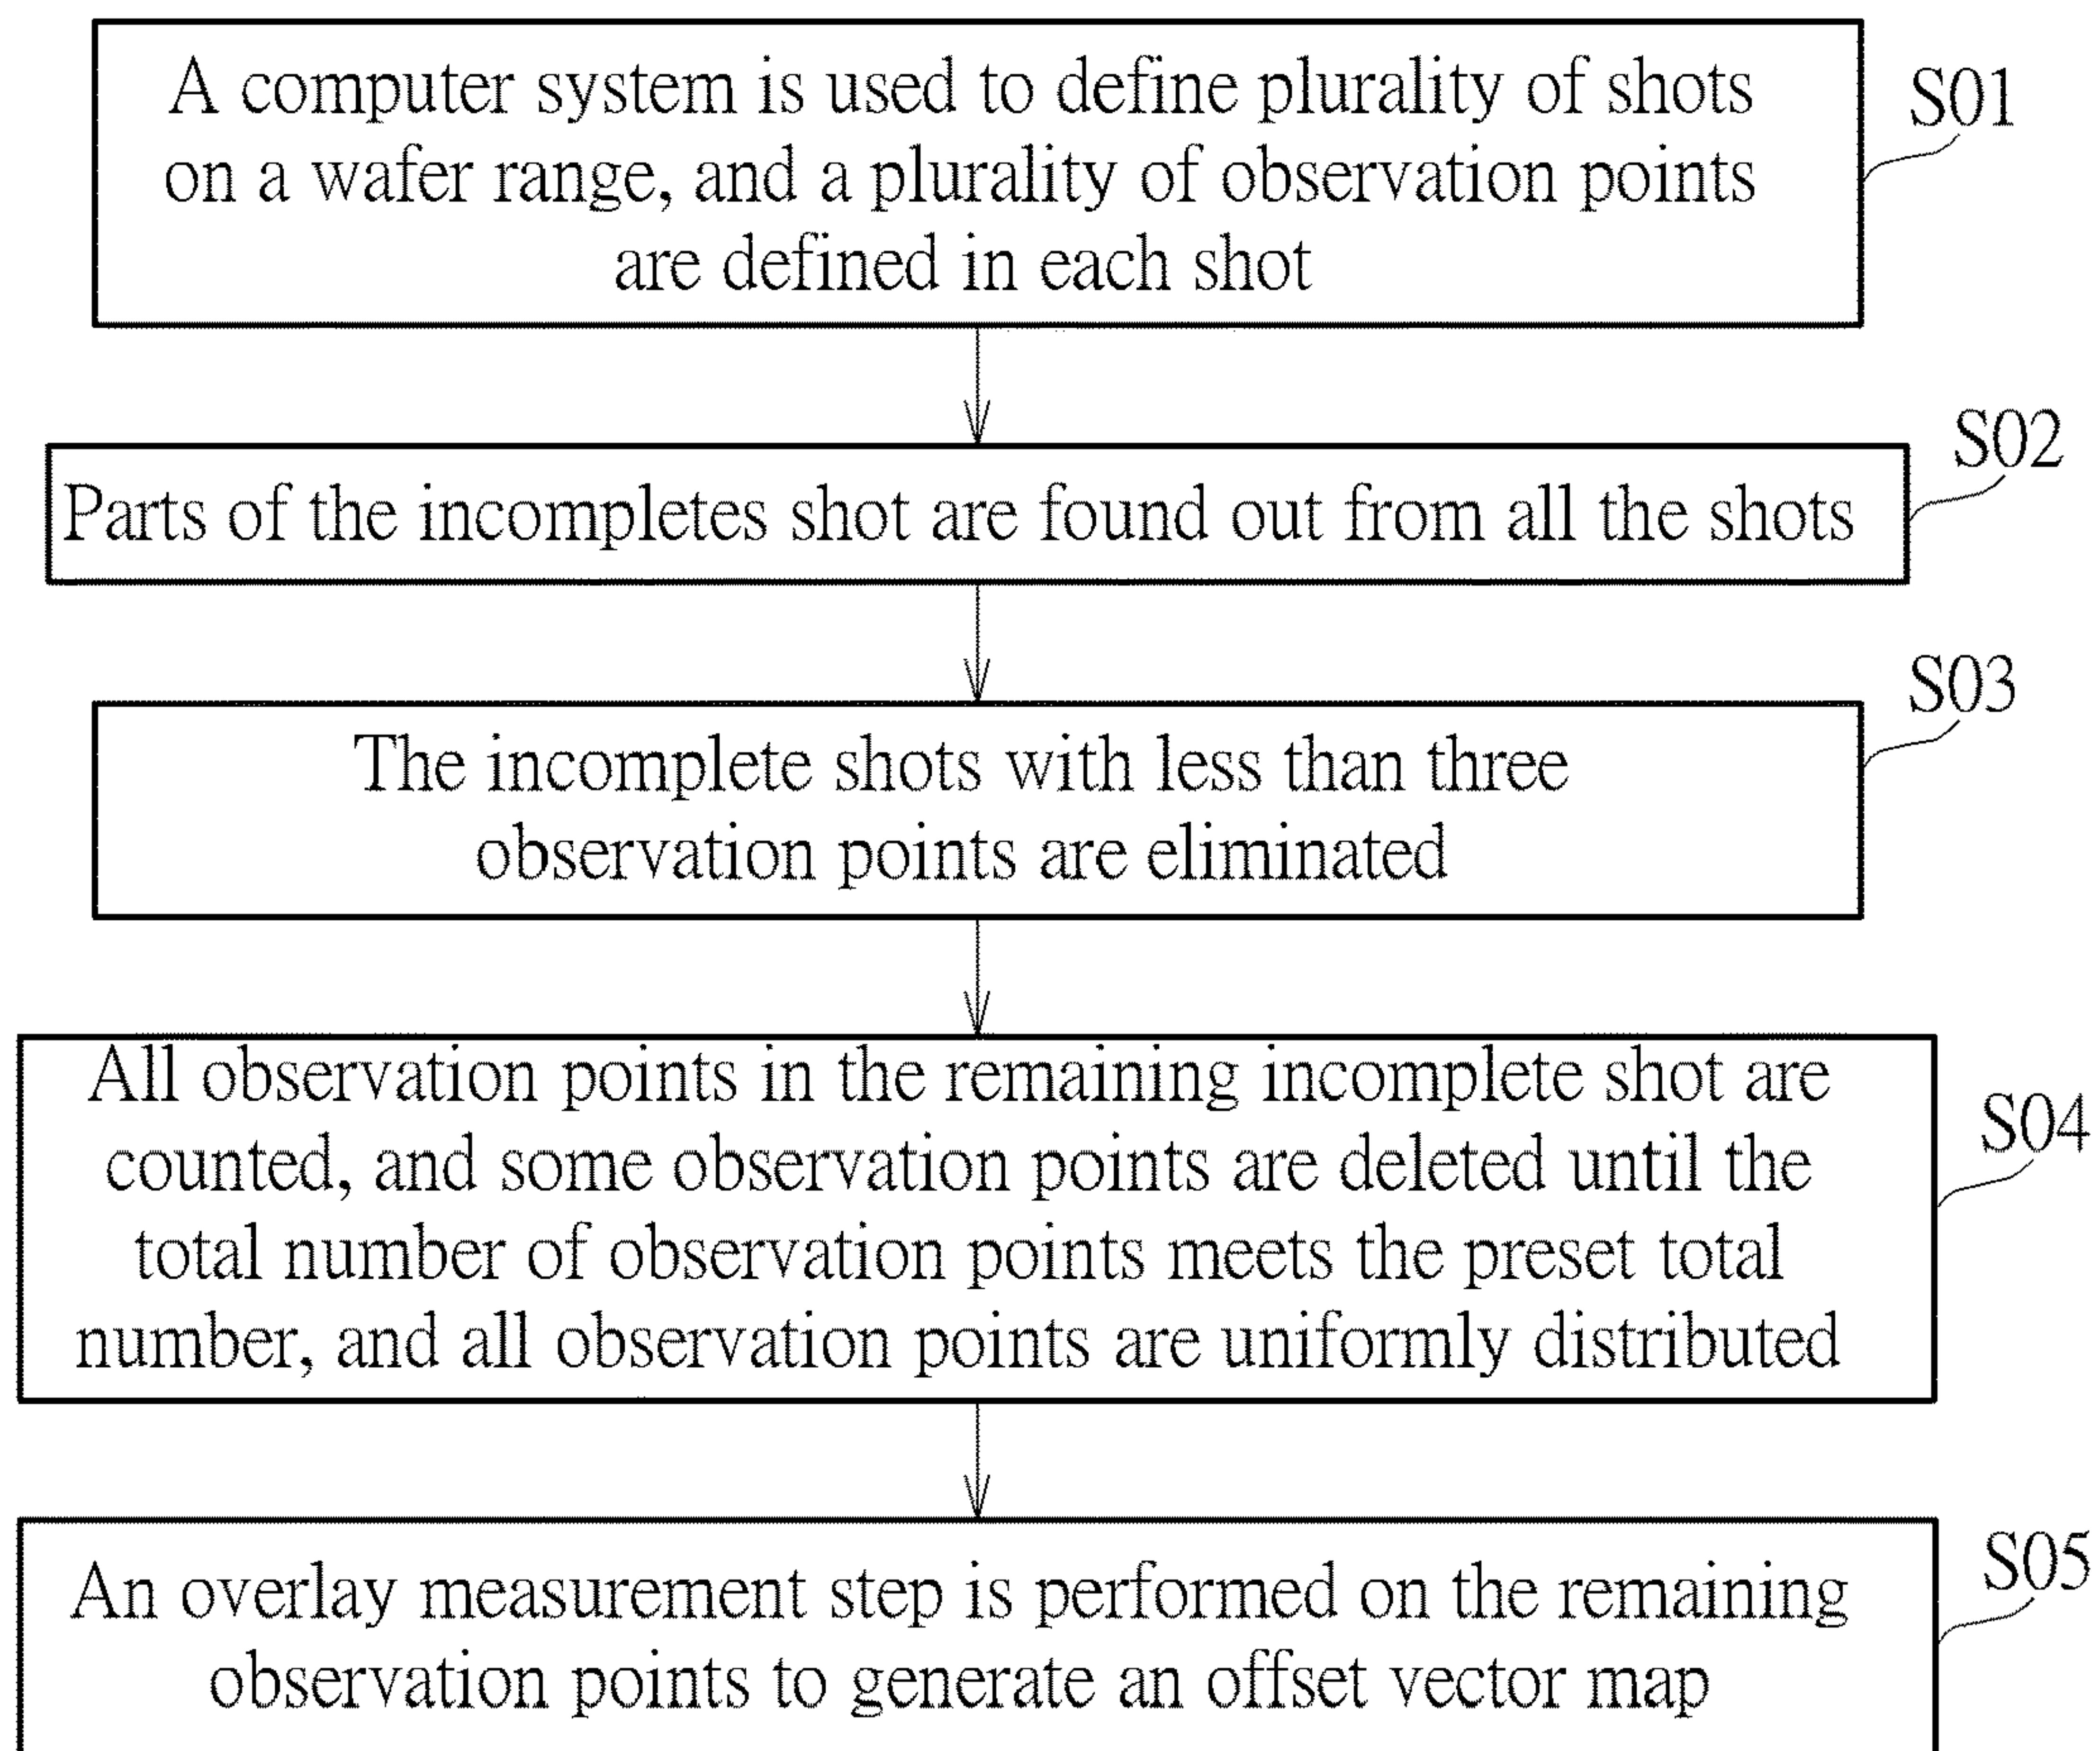 A computer system is used to define plurality of shots
on a wafer range, and a plurality of observation points
are defined in each shot
S01
Parts of the incompletes shot are found out from all the shots
S02
The incomplete shots with less than three
observation points are eliminated
S03
All observation points in the remaining incomplete shot are
counted, and some observation points are deleted until the
total number of observation points meets the preset total
number, and all observation points are uniformly distributed
S04
An overlay measurement step is performed on the remaining
observation points to generate an offset vector map
S05